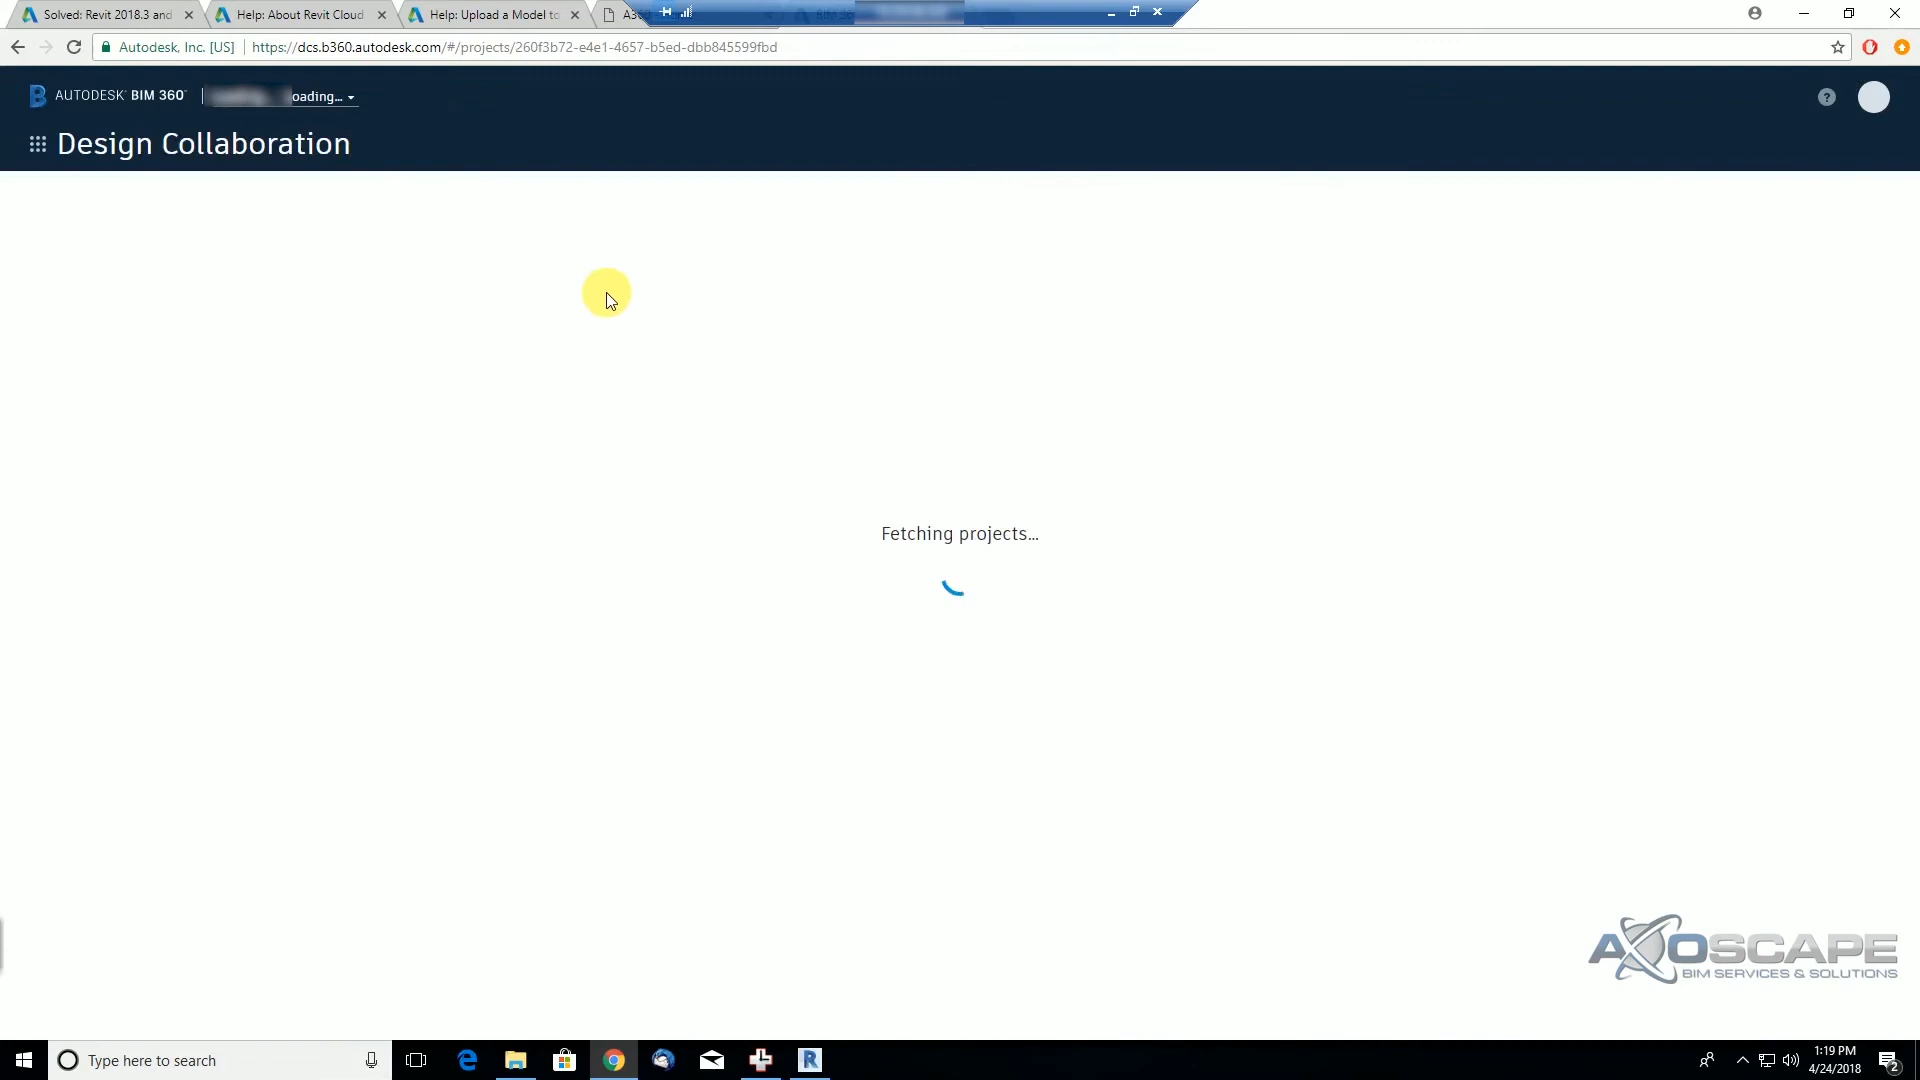 Solved: Revit 2018.3 and
Help: About Revit Cloud
Help: Upload a Model to
Autodesk, Inc. [US]
https://dcs.b360.autodesk.com/#/projects/260f3b72-e4e1-4657-b5ed-dbb845599fbd
AUTODESK® BIM 360™
oading...
Design Collaboration
Fetching projects...
AXOSCAPE
BIM SERVICES & SOLUTIONS
Type here to search
1:19 PM
4/24/2018
2